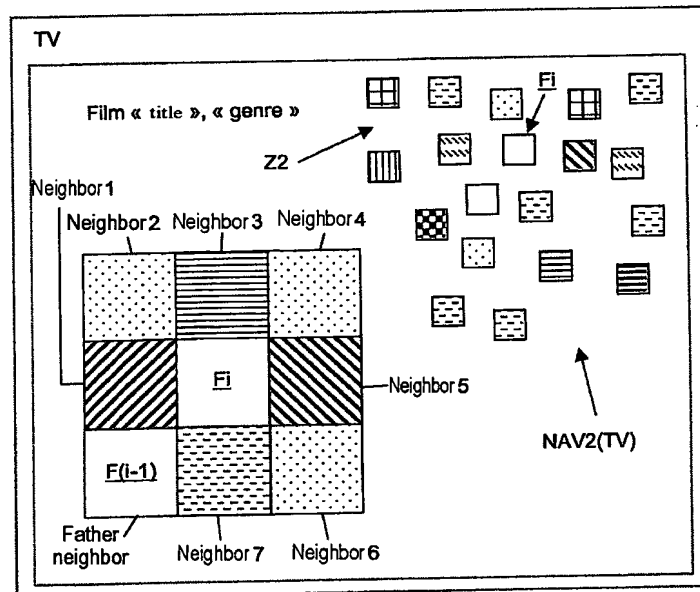 TV
Film « title », « genre »
Fi
Z2
Neighbor 1
Neighbor 2
Neighbor 3
Neighbor 4
Fi
Neighbor 5
F(i-1)
NAV2(TV)
Father
neighbor
Neighbor 7
Neighbor 6